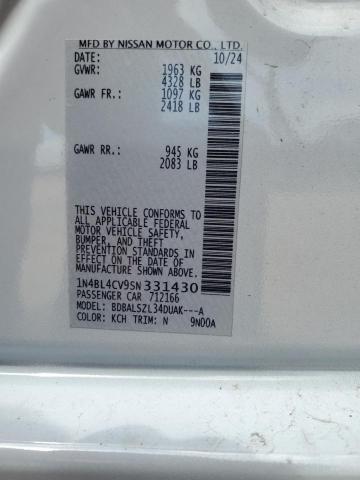 MFD BY NISSAN MOTOR CO., LTD.
DATE: 10/24
GVWR: 1963 KG
4328 LB
GAWR FR.: 1097 KG
2418 LB
GAWR RR.: 945 KG
2083 LB
THIS VEHICLE CONFORMS TO
ALL APPLICABLE FEDERAL
MOTOR VEHICLE SAFETY,
BUMPER, AND THEFT
PREVENTION STANDARDS IN
EFFECT ON THE DATE OF
MANUFACTURE SHOWN ABOVE.
1N4BL4CV9SN331430
PASSENGER CAR 712166
MODEL: BDBALSZL34DUAK---A
COLOR: KCH TRIM: N 9N00A